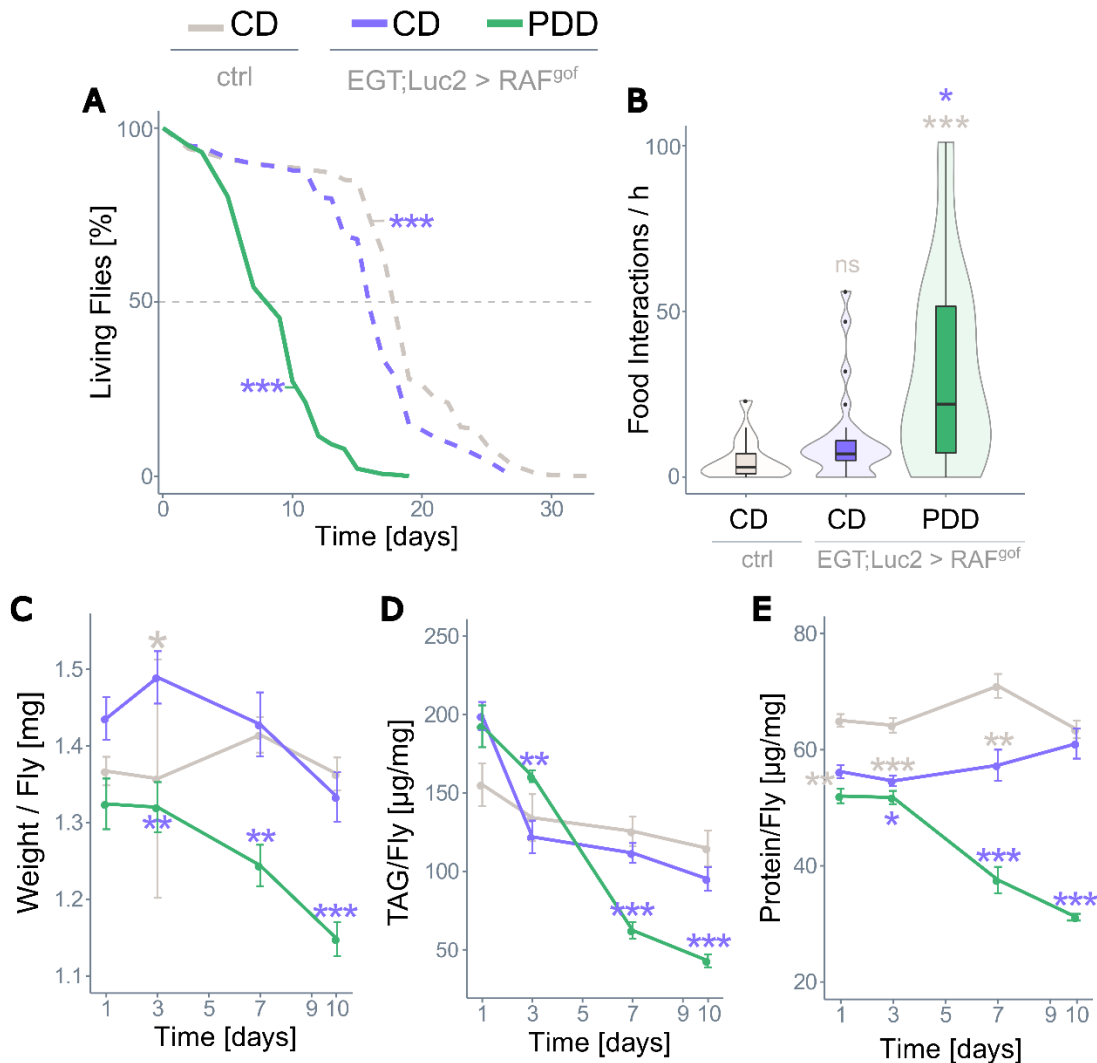 CD CD PDD
ctrl EGT;Luc2 > RAFgof
A
100
50
0
Living Flies [%]
***
***
0 10 20 30
Time [days]
B
*
***
ns
100
50
0
Food Interactions / h
CD CD PDD
ctrl EGT;Luc2 > RAFgof
C
1.5
1.4
1.3
1.2
1.1
Weight / Fly [mg]
*
**
**
***
1 3 5 7 9 10
Time [days]
D
250
200
150
100
50
TAG/Fly [µg/mg]
**
***
***
1 3 5 7 9 10
Time [days]
E
80
60
40
20
Protein/Fly [µg/mg]
**
***
**
*
***
***
1 3 5 7 9 10
Time [days]